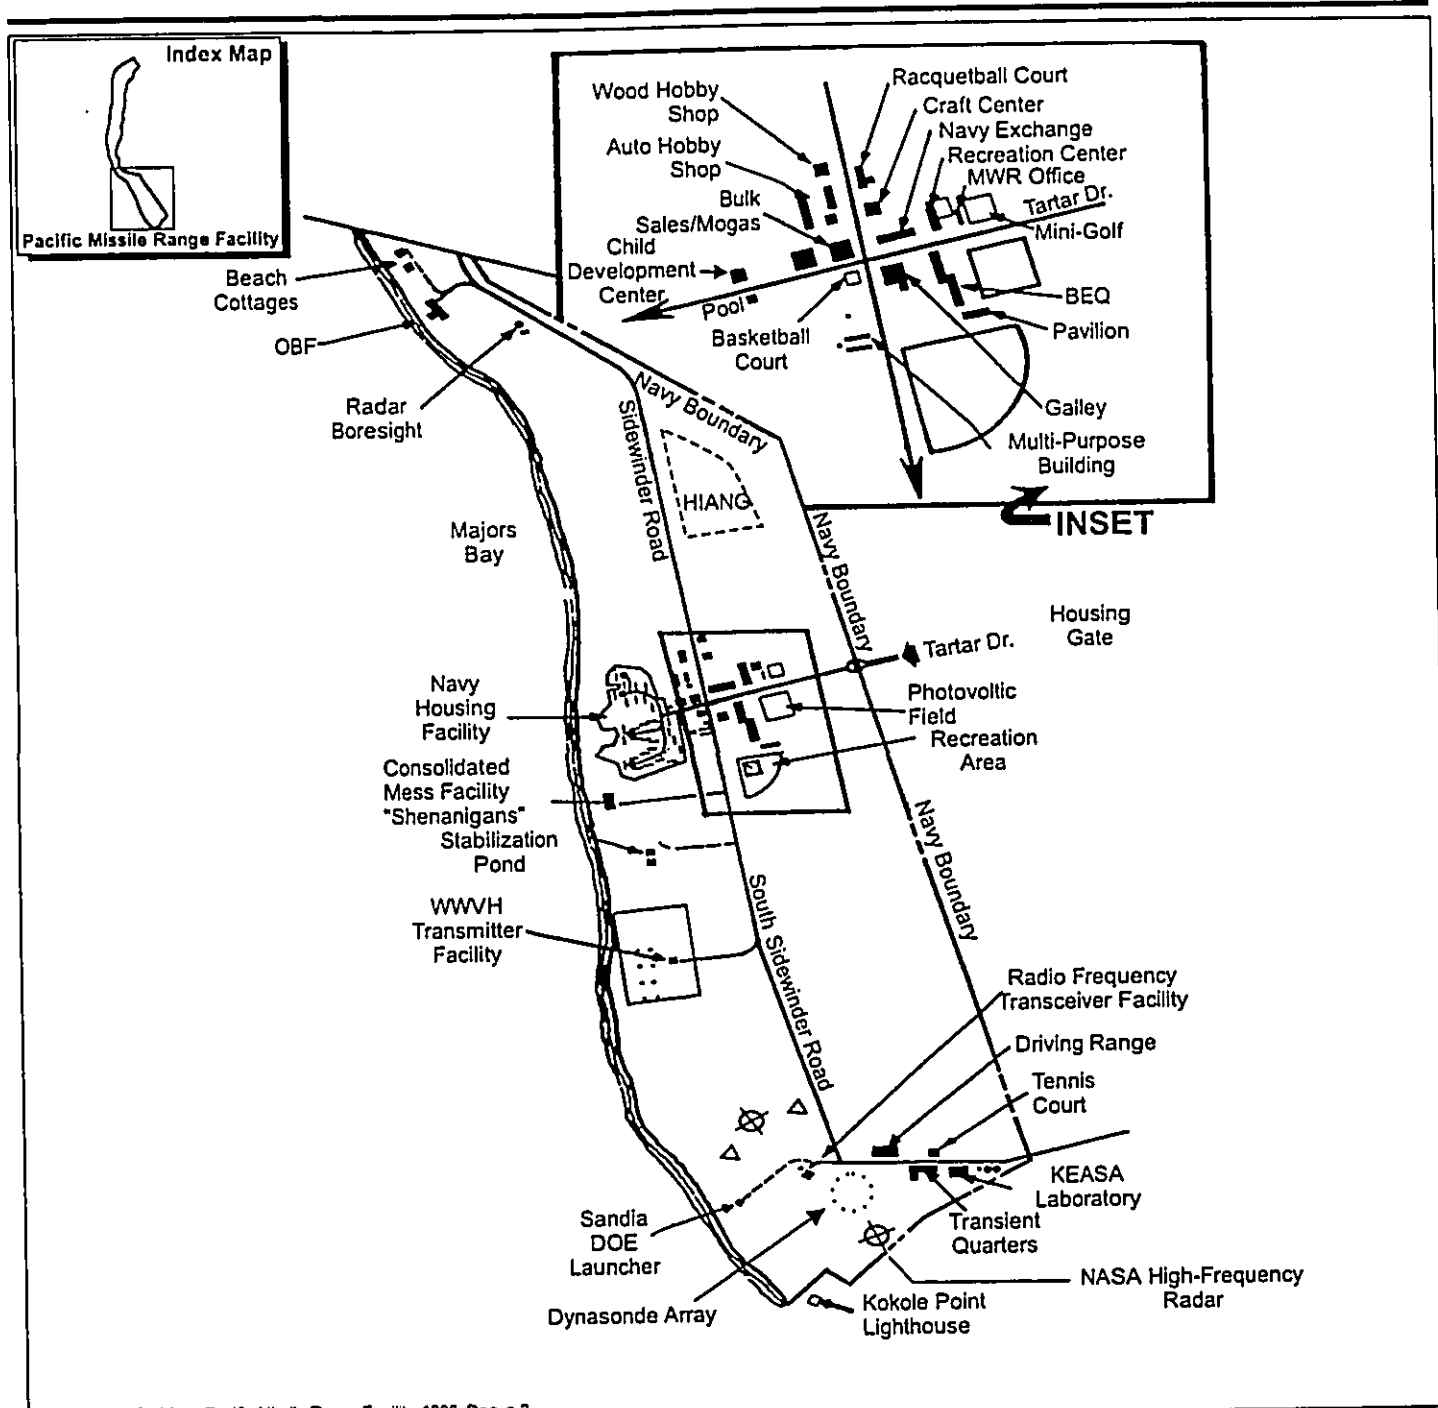 Index Map
Pacific Missile Range Facility
Wood Hobby
Shop
Auto Hobby
Shop
Bulk
Sales/Mogas
Child
Development
Center
Pool
Basketball
Court
Racquetball Court
Craft Center
Navy Exchange
Recreation Center
MWR Office
Tartar Dr.
Mini-Golf
BEQ
Pavilion
Galley
Multi-Purpose
Building
INSET
Beach
Cottages
OBF
Radar
Boresight
Navy Boundary
Sidewinder Road
HIANG
Majors
Bay
Navy Boundary
Housing
Gate
Tartar Dr.
Navy
Housing
Facility
Photovoltic
Field
Recreation
Area
Consolidated
Mess Facility
"Shenanigans"
Stabilization
Pond
Navy Boundary
WWVH
Transmitter
Facility
South Sidewinder Road
Radio Frequency
Transceiver Facility
Driving Range
Tennis
Court
KEASA
Laboratory
Transient
Quarters
Sandia
DOE
Launcher
Dynasonde Array
NASA High-Frequency
Radar
Kokole Point
Lighthouse